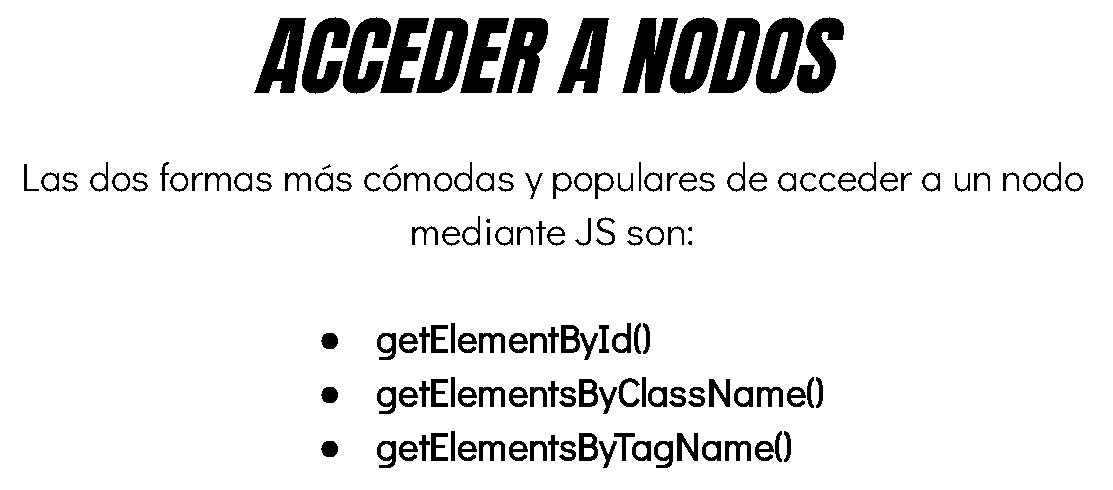 ACCEDER A NODOS
Las dos formas más cómodas y populares de acceder a un nodo
mediante JS son:
● getElementById()
● getElementsByClassName()
● getElementsByTagName()